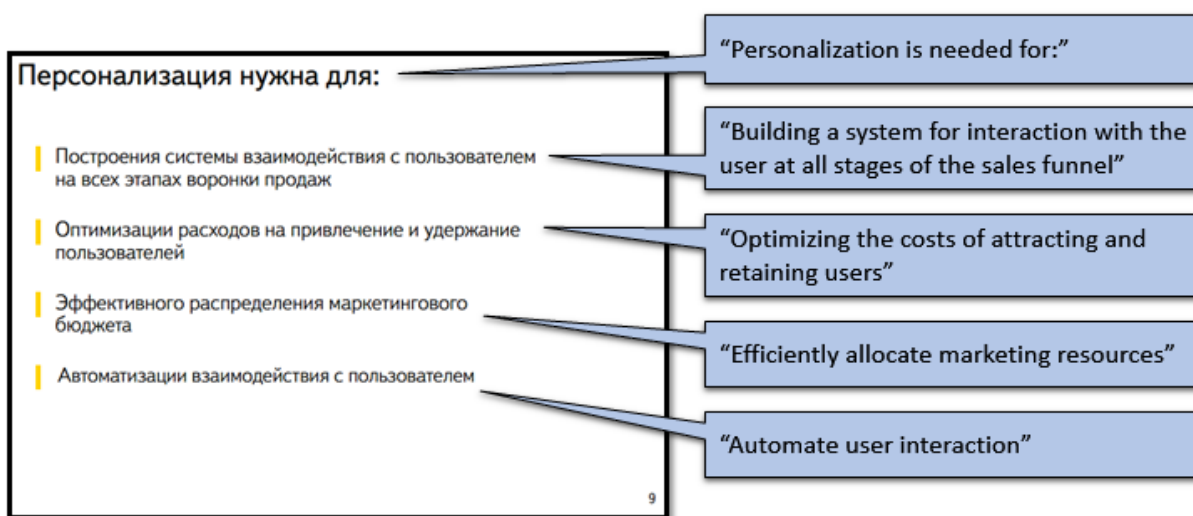 Персонализация нужна для:
Построения системы взаимодействия с пользователем
на всех этапах воронки продаж
Оптимизации расходов на привлечение и удержание
пользователей
Эффективного распределения маркетингового
бюджета
Автоматизации взаимодействия с пользователем
9
“Personalization is needed for:”
“Building a system for interaction with the
user at all stages of the sales funnel”
“Optimizing the costs of attracting and
retaining users”
“Efficiently allocate marketing resources”
“Automate user interaction”